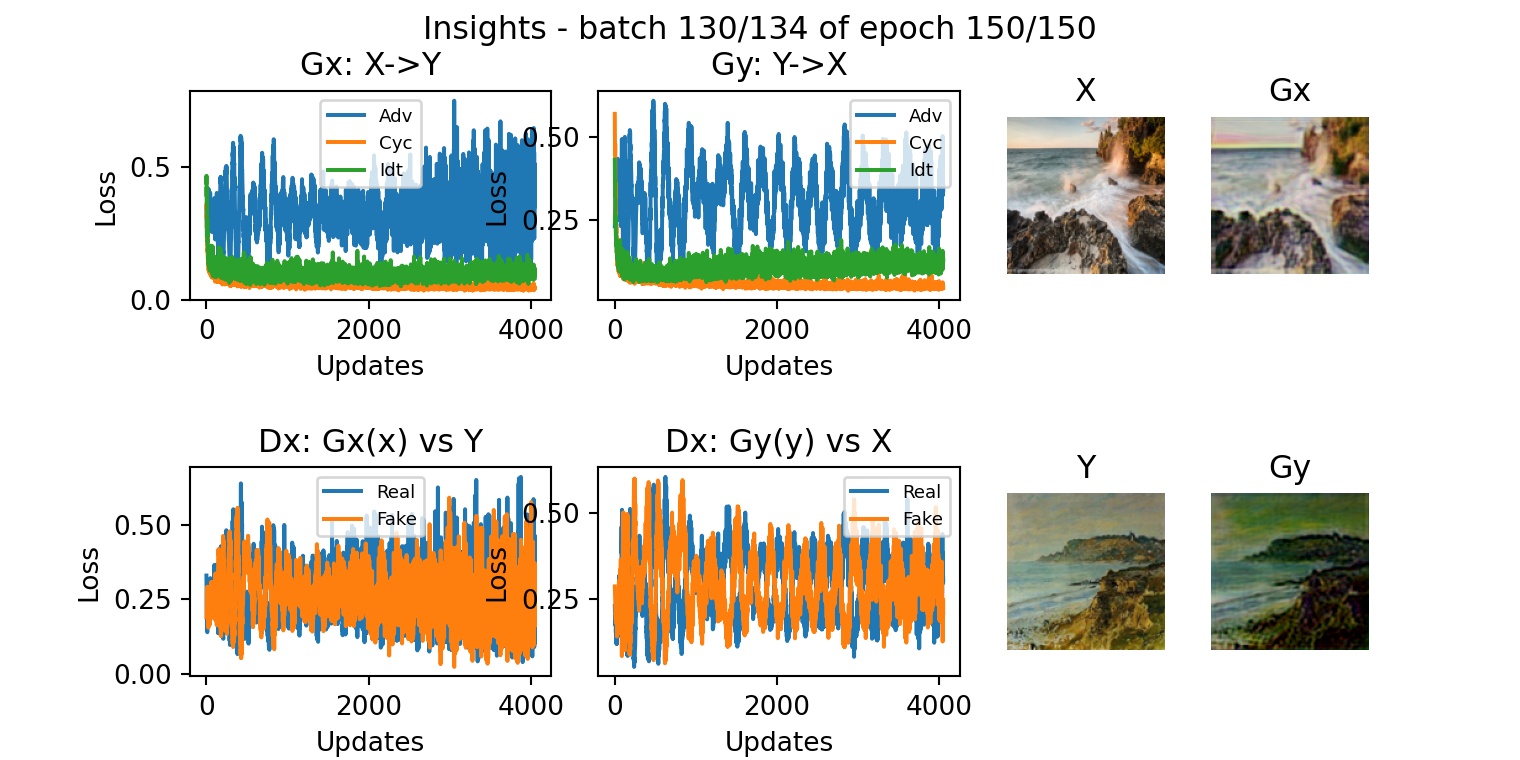 Insights - batch 130/134 of epoch 150/150
Gx: X->Y
Adv
Cyc
Idt
0.5
0.0
Loss
0
2000
4000
Updates
Gy: Y->X
Adv
Cyc
Idt
0.50
0.25
Loss
0
2000
4000
Updates
X
Gx
Dx: Gx(x) vs Y
Real
Fake
0.50
0.25
0.00
Loss
0
2000
4000
Updates
Dx: Gy(y) vs X
Real
Fake
0.50
0.25
Loss
0
2000
4000
Updates
Y
Gy